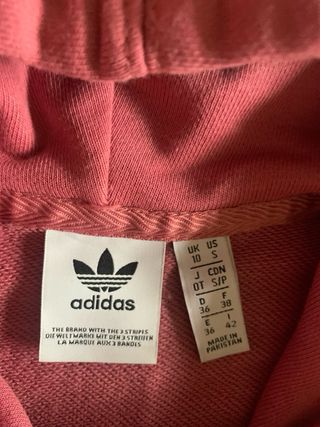 adidas
THE BRAND WITH THE 3 STRIPES
DIE WELTMARKE MIT DEN 3 STREIFEN
LA MARQUE AUX 3 BANDES
UK US
10 S
J CDN
OT S/P
D F
36 38
E I
36 42
MADE IN
PAKISTAN